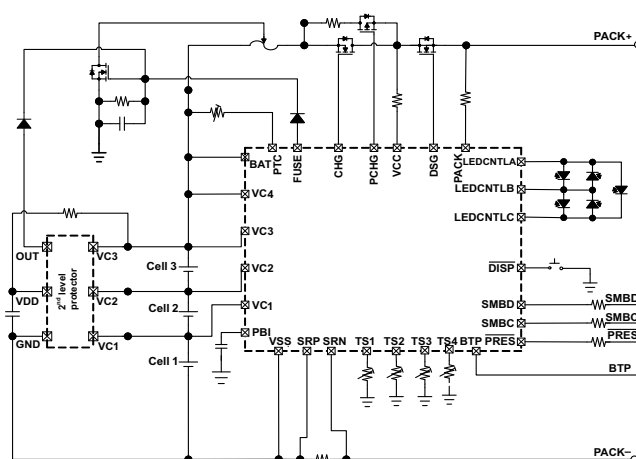 PACK+
BAT
PTC
FUSE
CHG
PCHG
VCC
DSG
PACK
LEDCNTLA
LEDCNTLB
LEDCNTLC
VC4
VC3
VC2
VC1
PBI
OUT
VDD
GND
2nd level
protector
VC3
VC2
VC1
Cell 3
Cell 2
Cell 1
DISP
SMBD
SMBD
SMBC
SMBC
PRES
PRES
VSS
SRP
SRN
TS1
TS2
TS3
TS4
BTP
BTP
PACK–